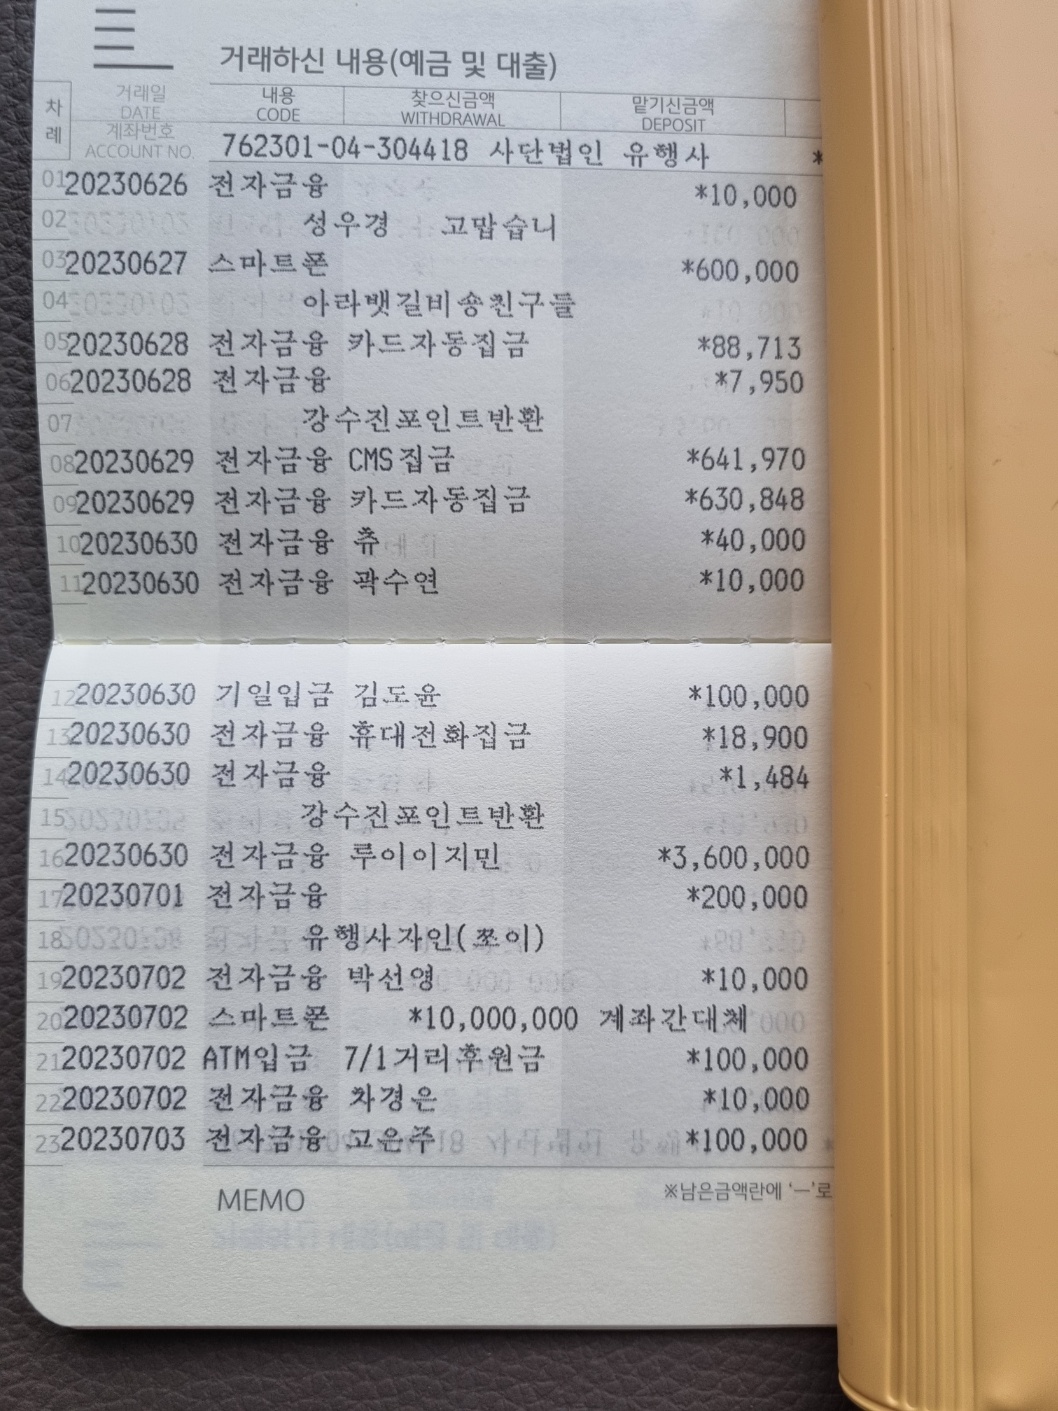 거래하신 내용(예금 및 대출)
차례 거래일 DATE 계좌번호 ACCOUNT NO. 내용 CODE 찾으신금액 WITHDRAWAL 맡기신금액 DEPOSIT
762301-04-304418 사단법인 유행사 *
01 20230626 전자금융 *10,000
02 성우경 고맙습니
03 20230627 스마트폰 *600,000
04 아라뱃길비송친구들
05 20230628 전자금융 카드자동집금 *88,713
06 20230628 전자금융 *7,950
07 강수진포인트반환
08 20230629 전자금융 CMS집금 *641,970
09 20230629 전자금융 카드자동집금 *630,848
10 20230630 전자금융 츄 *40,000
11 20230630 전자금융 곽수연 *10,000
12 20230630 기일입금 김도윤 *100,000
13 20230630 전자금융 휴대전화집금 *18,900
14 20230630 전자금융 *1,484
15 강수진포인트반환
16 20230630 전자금융 루이이지민 *3,600,000
17 20230701 전자금융 *200,000
18 유행사자인(쪼이)
19 20230702 전자금융 박선영 *10,000
20 20230702 스마트폰 *10,000,000 계좌간대체
21 20230702 ATM입금 7/1거리후원금 *100,000
22 20230702 전자금융 차경은 *10,000
23 20230703 전자금융 고은주 *100,000
MEMO
※남은금액란에 '-'로